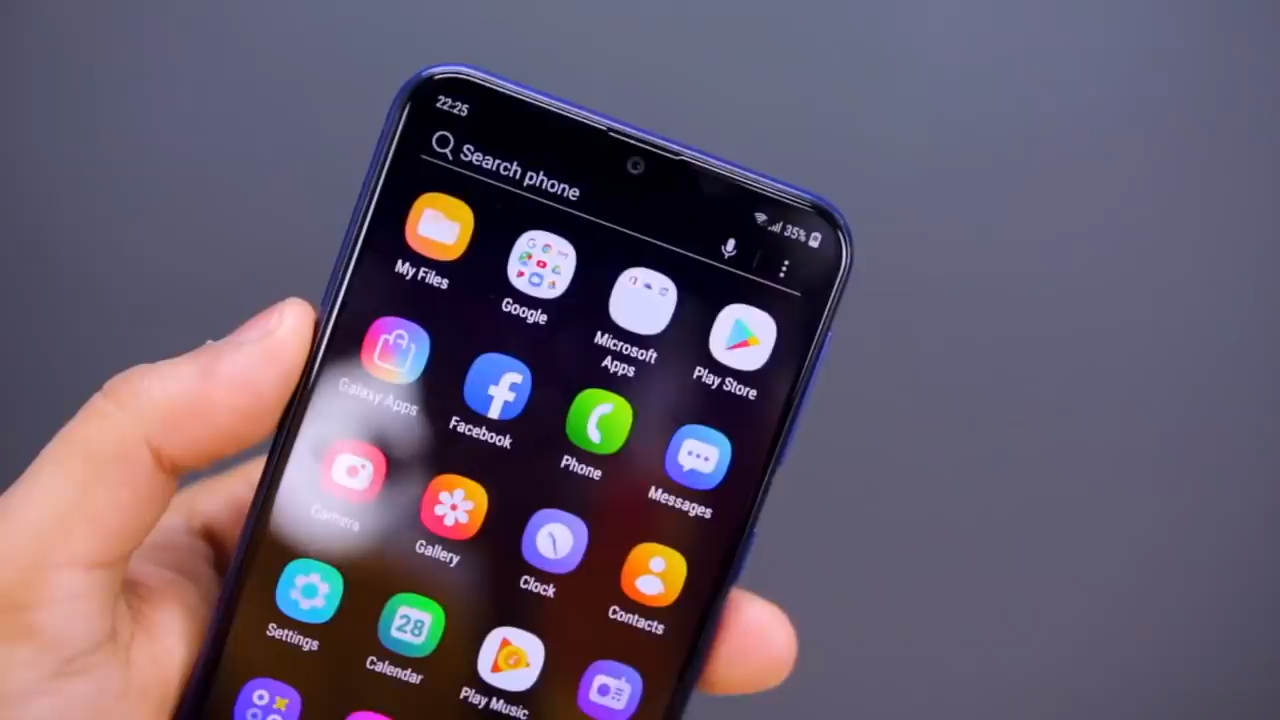 22:25
35%
Search phone
My Files
Google
Microsoft
Apps
Play Store
Galaxy Apps
Facebook
Phone
Messages
Camera
Gallery
Clock
Contacts
Settings
28
Calendar
Play Music